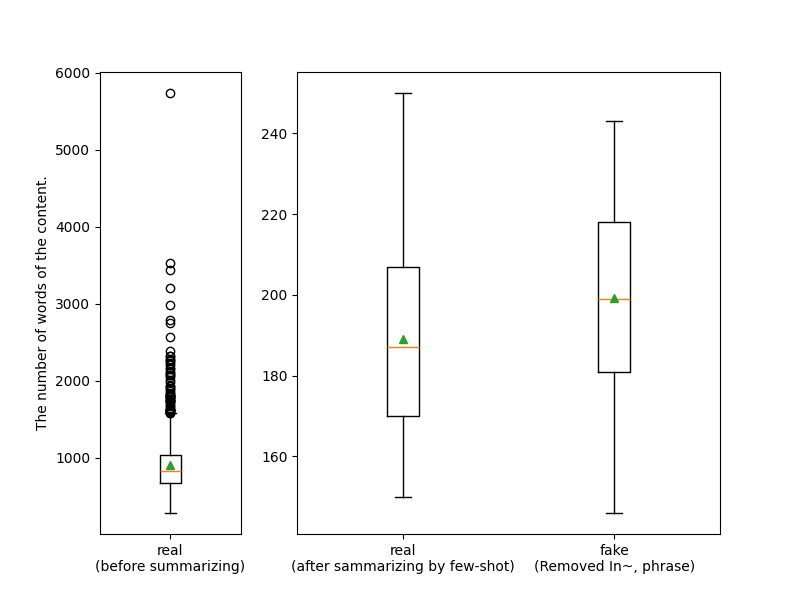 The number of words of the content.
6000
5000
4000
3000
2000
1000
real
(before summarizing)
240
220
200
180
160
real
(after sammarizing by few-shot)
fake
(Removed In~, phrase)